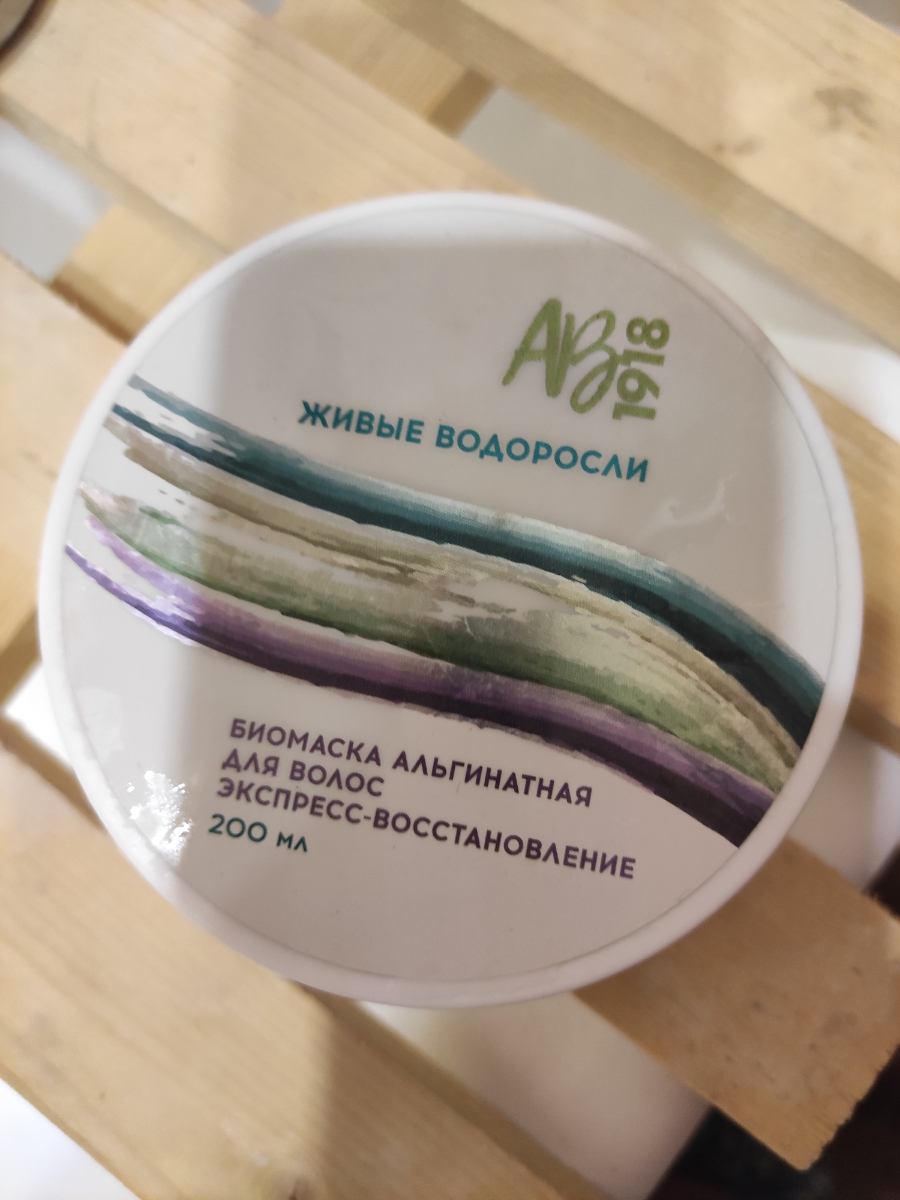 АВ 1918
ЖИВЫЕ ВОДОРОСЛИ
БИОМАСКА АЛЬГИНАТНАЯ
ДЛЯ ВОЛОС
ЭКСПРЕСС-ВОССТАНОВЛЕНИЕ
200 мл